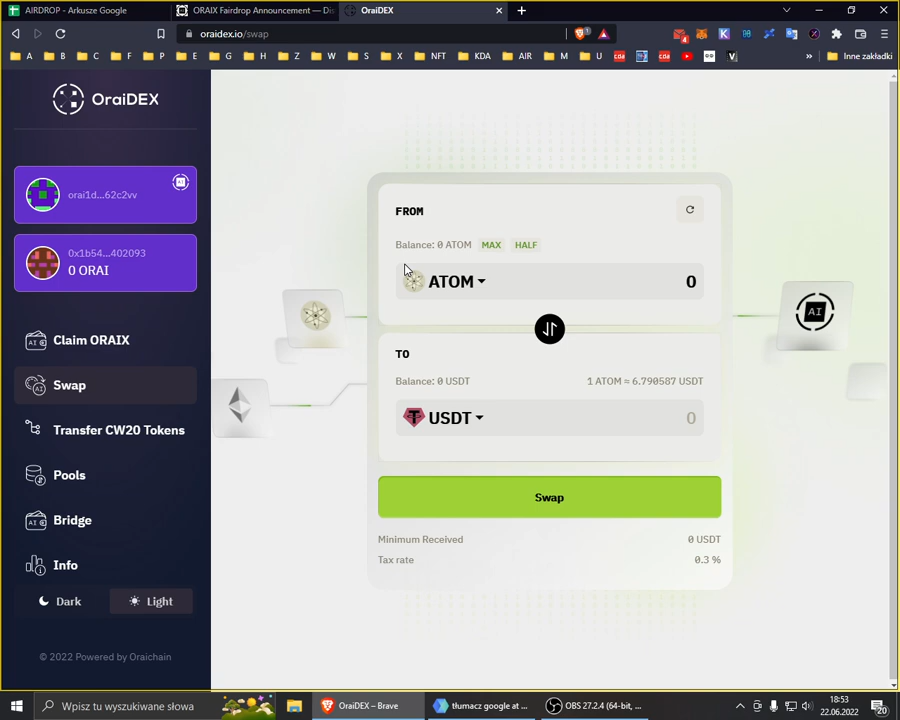 AIRDROP - Arkusze Google
ORAIX Fairdrop Announcement — Dis
OraiDEX
oraidex.io/swap
A
B
C
D
E
G
H
Z
W
S
X
NFT
KDA
AIR
M
U
Inne zakładki
OraiDEX
orai1d...62c2vv
0x1b54...402093
0 ORAI
Claim ORAIX
Swap
Transfer CW20 Tokens
Pools
Bridge
Info
Dark
Light
© 2022 Powered by Oraichain
FROM
Balance: 0 ATOM MAX HALF
ATOM 0
TO
Balance: 0 USDT 1 ATOM ≈ 6.790587 USDT
USDT 0
Swap
Minimum Received 0 USDT
Tax rate 0.3 %
AI
Wpisz tu wyszukiwane słowa
OraiDEX – Brave
tłumacz google at ...
OBS 27.2.4 (64-bit, ...
18:53
22.06.2022
20